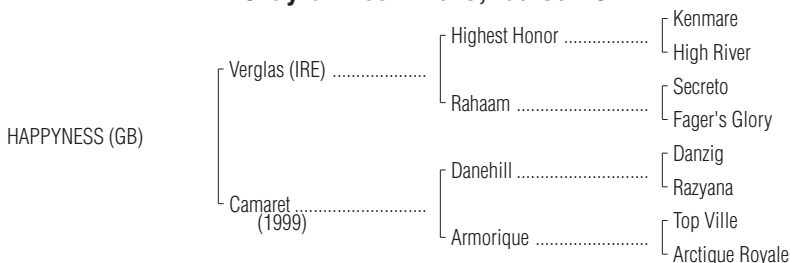 Kenmare
Highest Honor ....................
High River
Verglas (IRE) .....................
Secreto
Rahaam ..............................
Fager's Glory
HAPPYNESS (GB)
Danzig
Danehill ...............................
Razyana
Camaret ..............................
(1999)
Top Ville
Armorique ..........................
Arctique Royale